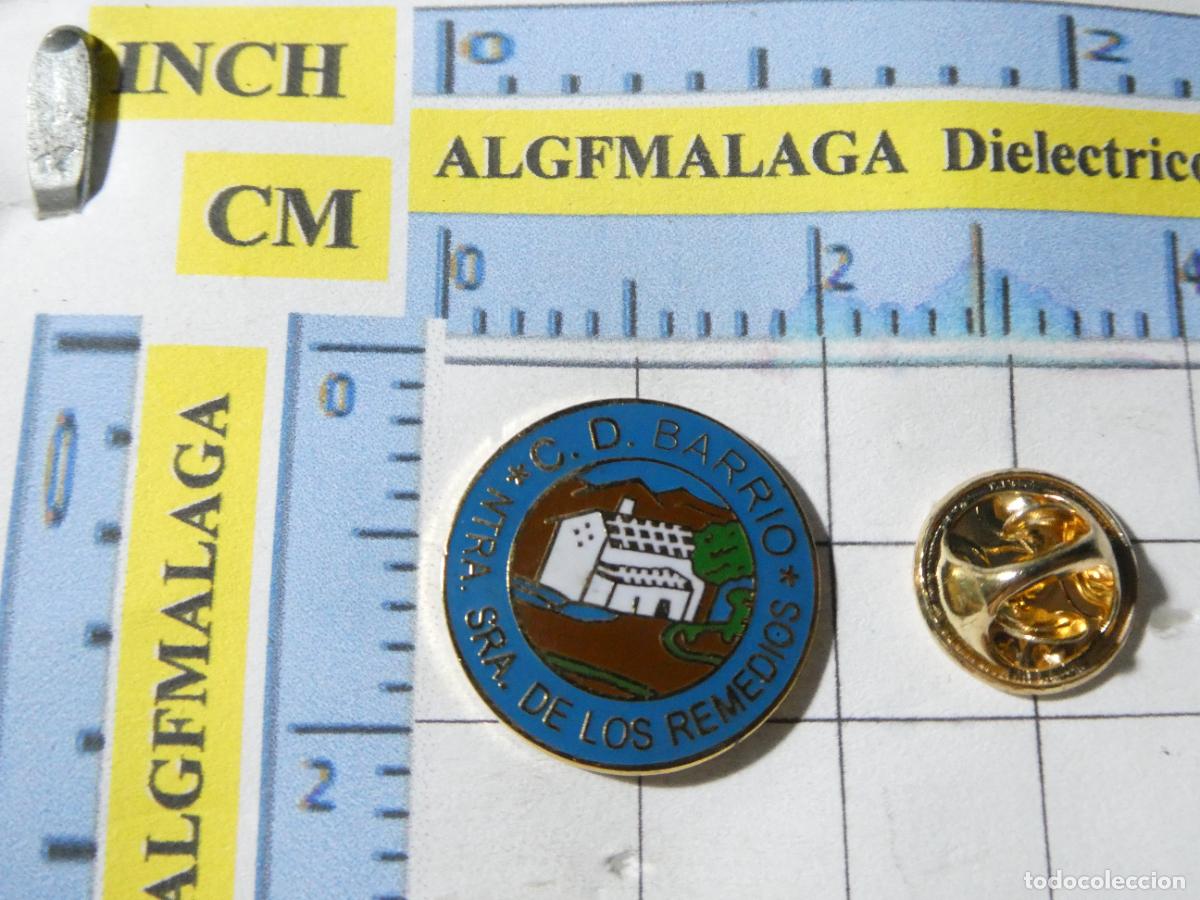 INCH
0 2
ALGFMALAGA Dielectrico
CM
0 2 4
0
0
2
ALGFMALAGA
* C. D. BARRIO *
NTRA. SRA. DE LOS REMEDIOS
todocoleccion